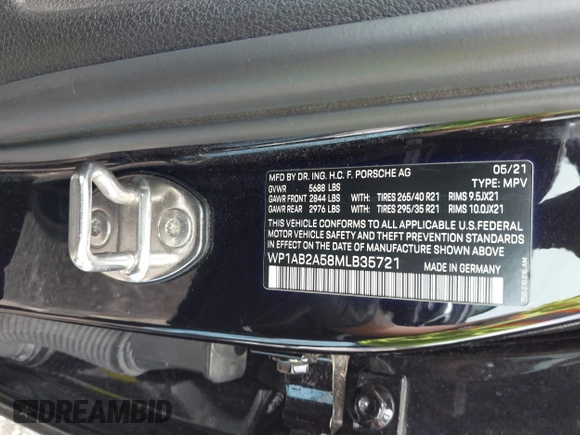 MFD BY DR. ING. H.C. F. PORSCHE AG 05/21
GVWR 5688 LBS TYPE: MPV
GAWR FRONT 2844 LBS WITH: TIRES 265/40 R21 RIMS 9.5JX21
GAWR REAR 2976 LBS WITH: TIRES 295/35 R21 RIMS 10.0JX21
THIS VEHICLE CONFORMS TO ALL APPLICABLE U.S.FEDERAL
MOTOR VEHICLE SAFETY AND THEFT PREVENTION STANDARDS
IN EFFECT ON THE DATE OF MANUFACTURE SHOWN ABOVE
WP1AB2A58MLB35721 MADE IN GERMANY
DREAMBID